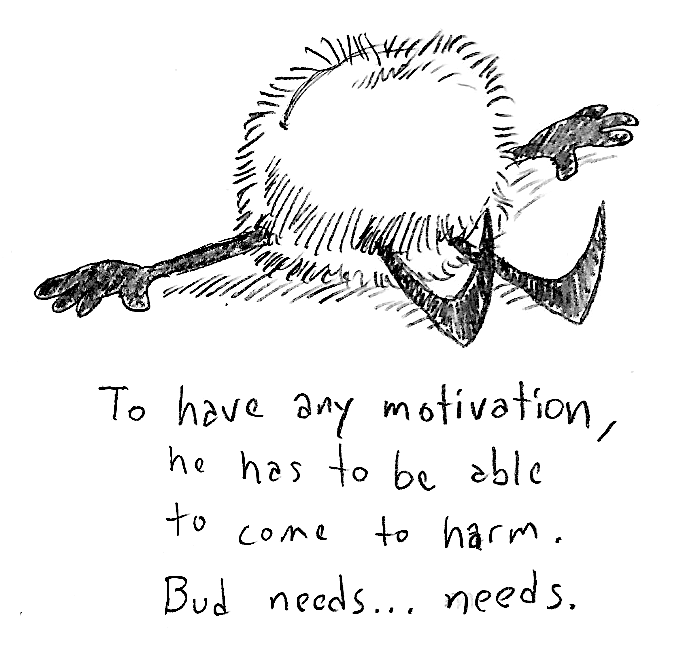 To have any motivation,
he has to be able
to come to harm.
Bud needs... needs.